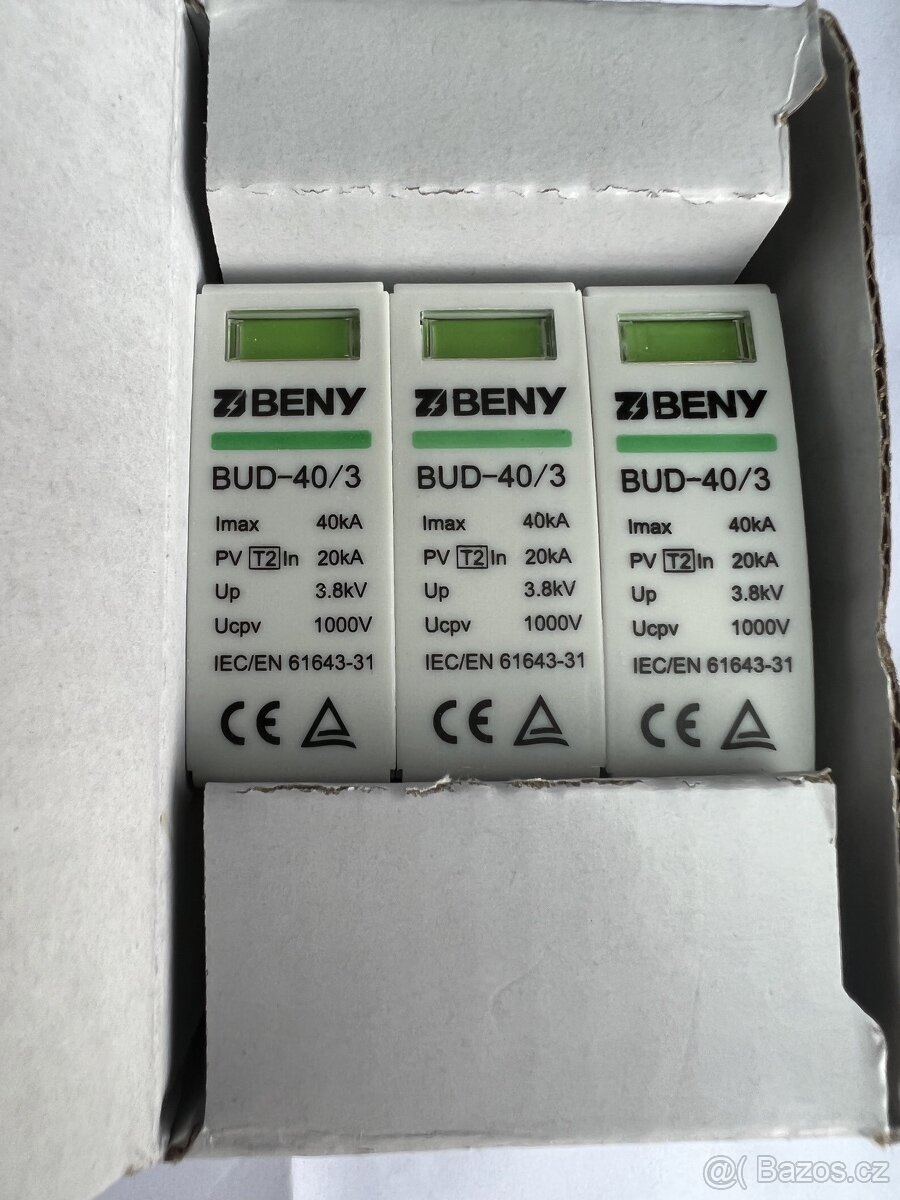 BENY
BUD-40/3
Imax 40kA
PV T2 In 20kA
Up 3.8kV
Ucpv 1000V
IEC/EN 61643-31
CE
BENY
BUD-40/3
Imax 40kA
PV T2 In 20kA
Up 3.8kV
Ucpv 1000V
IEC/EN 61643-31
CE
BENY
BUD-40/3
Imax 40kA
PV T2 In 20kA
Up 3.8kV
Ucpv 1000V
IEC/EN 61643-31
CE
@( Bazos.cz